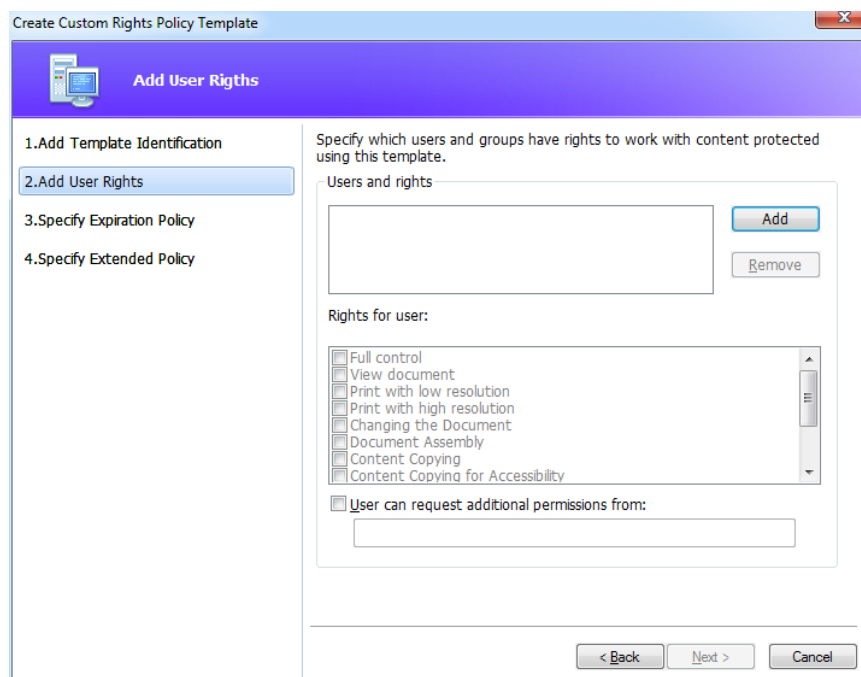 Create Custom Rights Policy Template
X
Add User Rigths
1.Add Template Identification
2.Add User Rights
3.Specify Expiration Policy
4.Specify Extended Policy
Specify which users and groups have rights to work with content protected
using this template.
Users and rights
Add
Remove
Rights for user:
Full control
View document
Print with low resolution
Print with high resolution
Changing the Document
Document Assembly
Content Copying
Content Copying for Accessibility
User can request additional permissions from:
< Back
Next >
Cancel